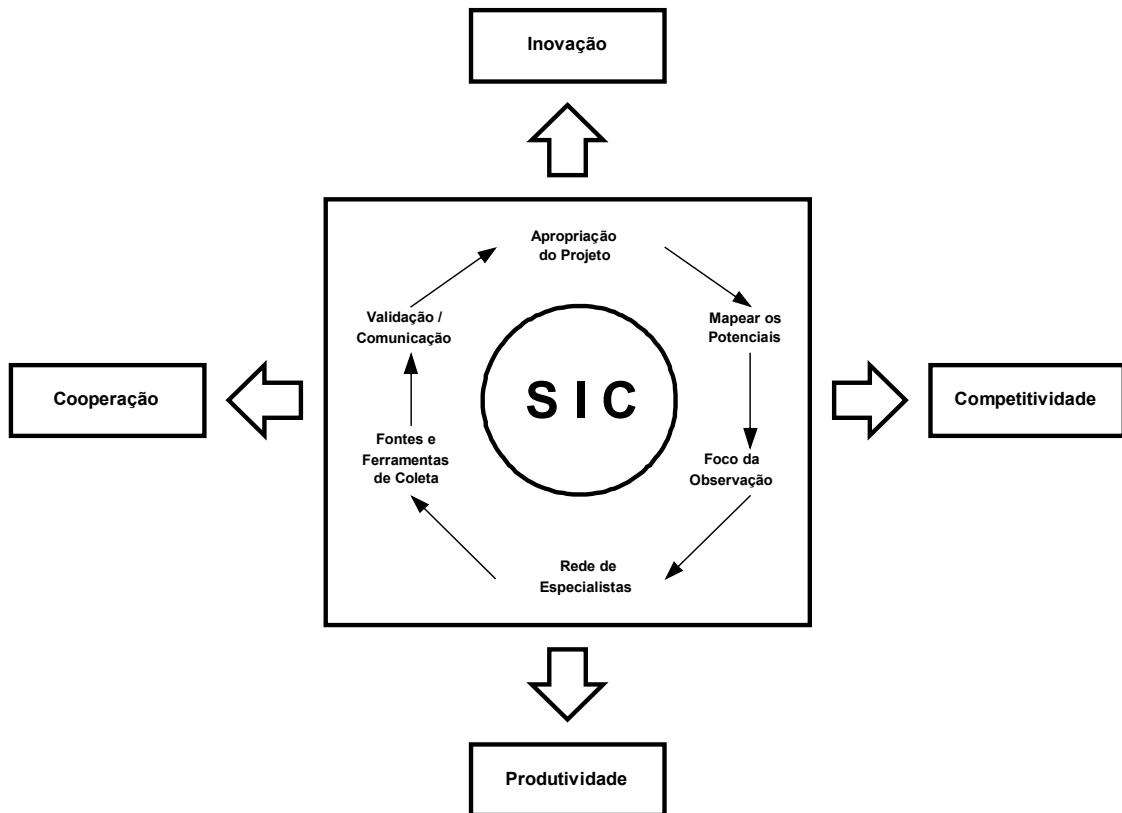 Inovação
Apropriação
do Projeto
Validação /
Comunicação
Mapear os
Potenciais
Cooperação
S I C
Competitividade
Fontes e
Ferramentas
de Coleta
Foco da
Observação
Rede de
Especialistas
Produtividade